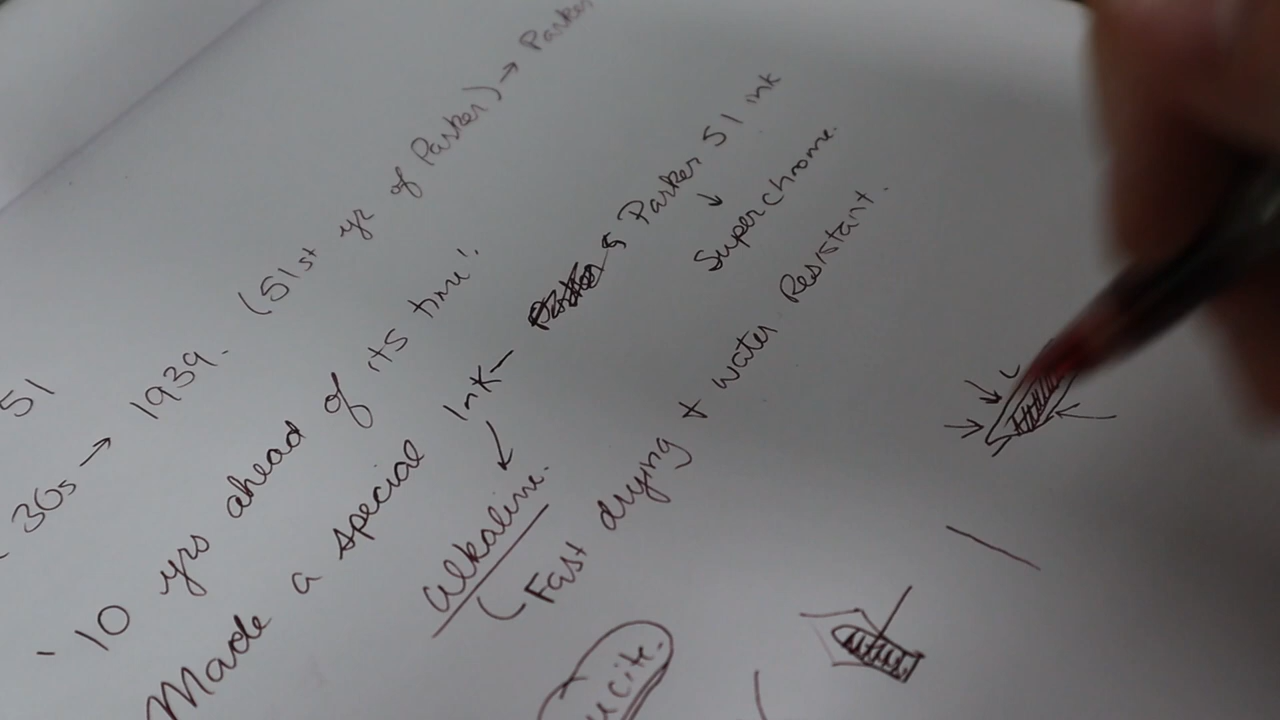 51
30s → 1939. (51st yr of Parker) → Parker
'10 yrs ahead of its time'.
Made a special Ink- Parker 51 ink
↓ Superchrome.
alkaline.
Fast drying & water Resistant.